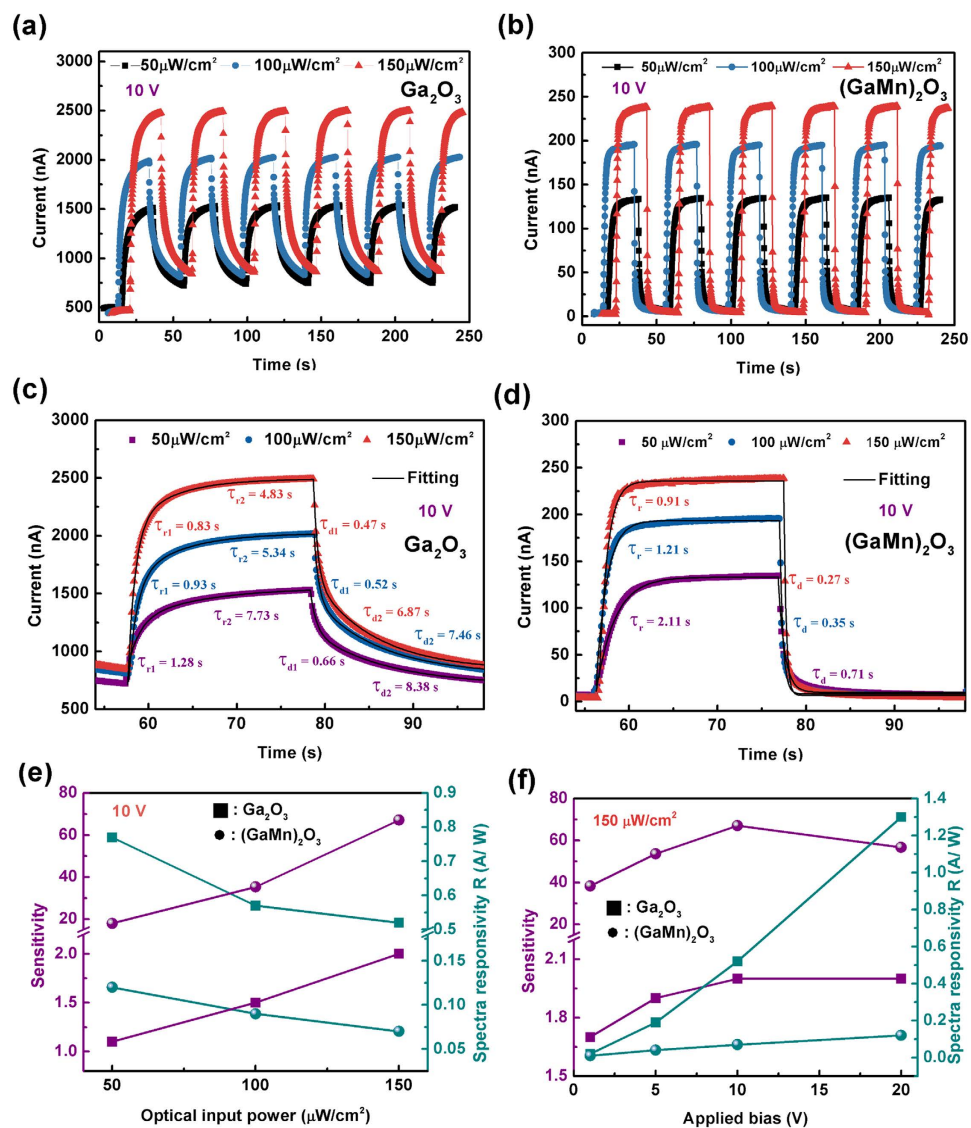 (a)
50μW/cm² 100μW/cm² 150μW/cm²
10 V
Ga₂O₃
3000
2500
2000
1500
1000
500
Current (nA)
0 50 100 150 200 250
Time (s)
(b)
50μW/cm² 100μW/cm² 150μW/cm²
10 V
(GaMn)₂O₃
300
250
200
150
100
50
0
Current (nA)
0 50 100 150 200 250
Time (s)
(c)
50μW/cm² 100μW/cm² 150μW/cm²
Fitting
10 V
Ga₂O₃
τr2 = 4.83 s
τr1 = 0.83 s
τd1 = 0.47 s
τr2 = 5.34 s
τr1 = 0.93 s
τd1 = 0.52 s
τd2 = 6.87 s
τr2 = 7.73 s
τd2 = 7.46 s
τr1 = 1.28 s
τd1 = 0.66 s
τd2 = 8.38 s
3000
2500
2000
1500
1000
500
Current (nA)
60 70 80 90
Time (s)
(d)
50 μW/cm² 100 μW/cm² 150 μW/cm²
Fitting
10 V
(GaMn)₂O₃
τr = 0.91 s
τr = 1.21 s
τd = 0.27 s
τr = 2.11 s
τd = 0.35 s
τd = 0.71 s
300
250
200
150
100
50
0
Current (nA)
60 70 80 90
Time (s)
(e)
10 V
: Ga₂O₃
: (GaMn)₂O₃
80
60
40
20
2.0
1.5
1.0
Sensitivity
0.9
0.8
0.7
0.6
0.5
0.15
0.10
0.05
Spectra responsivity R (A/ W)
50 100 150
Optical input power (μW/cm²)
(f)
150 μW/cm²
: Ga₂O₃
: (GaMn)₂O₃
80
60
40
20
2.1
1.8
1.5
Sensitivity
1.4
1.2
1.0
0.8
0.6
0.4
0.2
0.0
Spectra responsivity R (A/ W)
0 5 10 15 20
Applied bias (V)